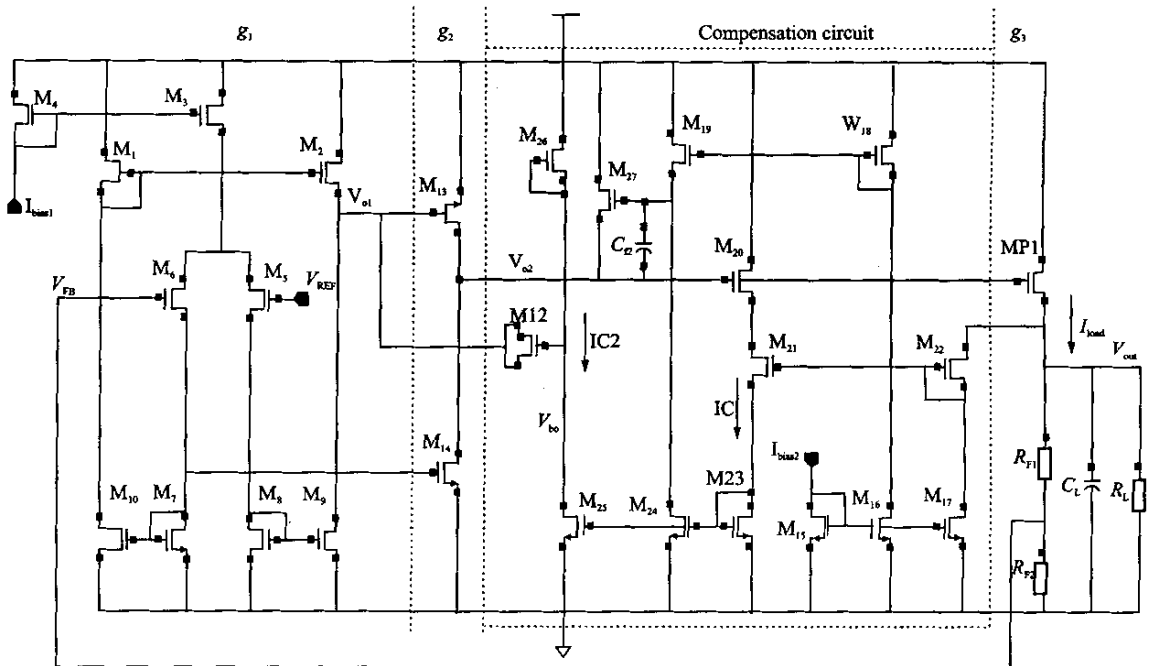 g₁
g₂
Compensation circuit
g₃
M₄
M₃
M₁
M₂
I_bias1
V_o1
M₁₃
M₂₆
M₂₇
M₁₉
W₁₈
C_f2
M₂₀
MP1
V_o2
M₆
M₅
V_FB
V_REF
M12
IC2
M₂₁
M₂₂
I_load
V_out
IC
V_bo
M₁₄
I_bias2
R_F1
C_L
R_L
M₁₀
M₇
M₈
M₉
M₂₅
M₂₄
M23
M₁₅
M₁₆
M₁₇
R_F2